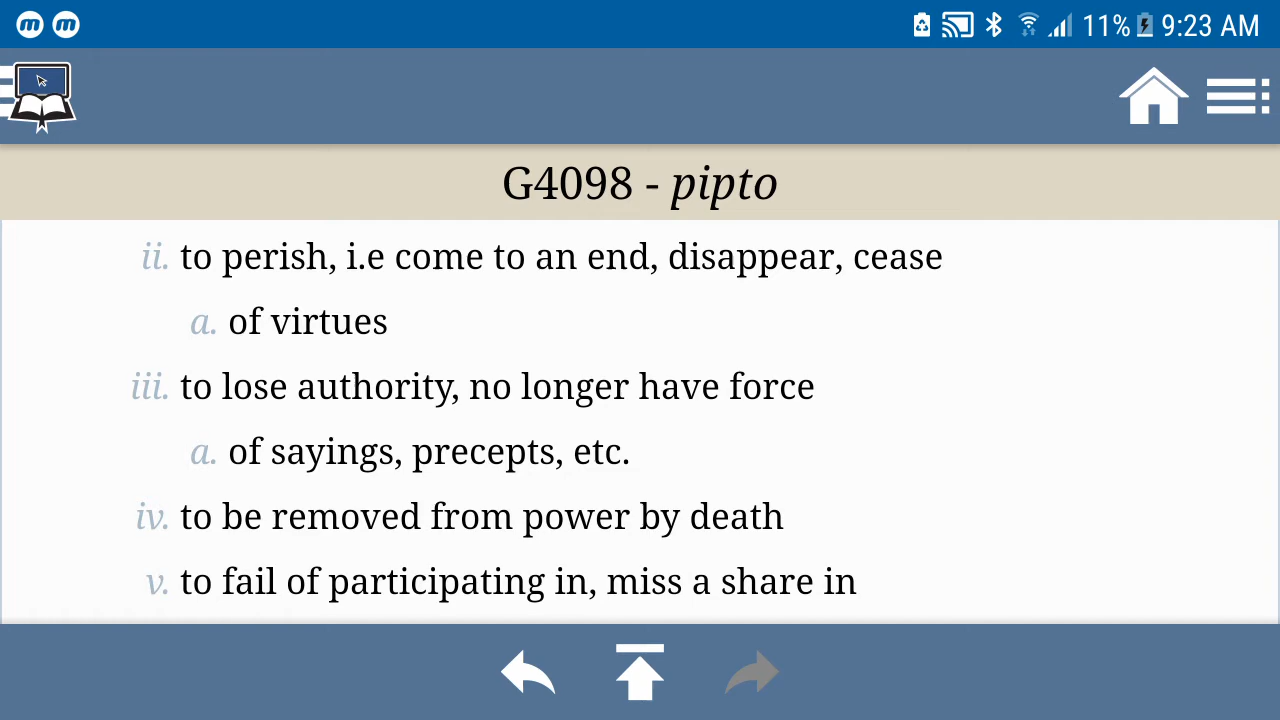 11% 9:23 AM
G4098 - pipto
ii. to perish, i.e come to an end, disappear, cease
a. of virtues
iii. to lose authority, no longer have force
a. of sayings, precepts, etc.
iv. to be removed from power by death
v. to fail of participating in, miss a share in